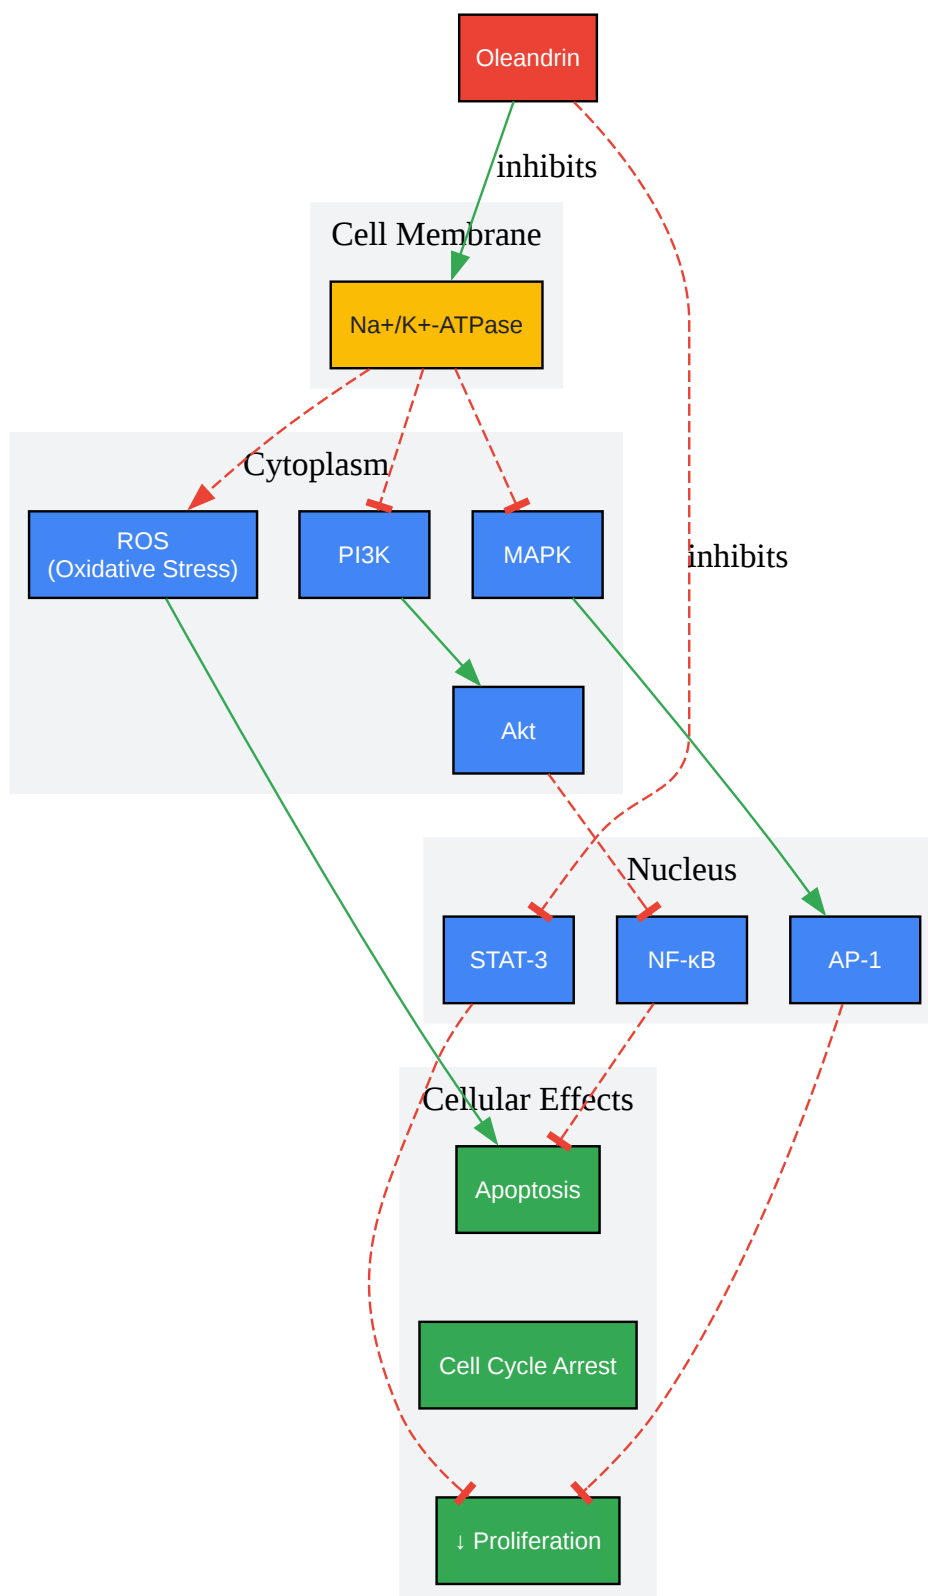 Oleandrin
inhibits
Cell Membrane
Na+/K+-ATPase
Cytoplasm
ROS
(Oxidative Stress)
PI3K
MAPK
inhibits
Akt
Nucleus
STAT-3
NF-κB
AP-1
Cellular Effects
Apoptosis
Cell Cycle Arrest
↓ Proliferation